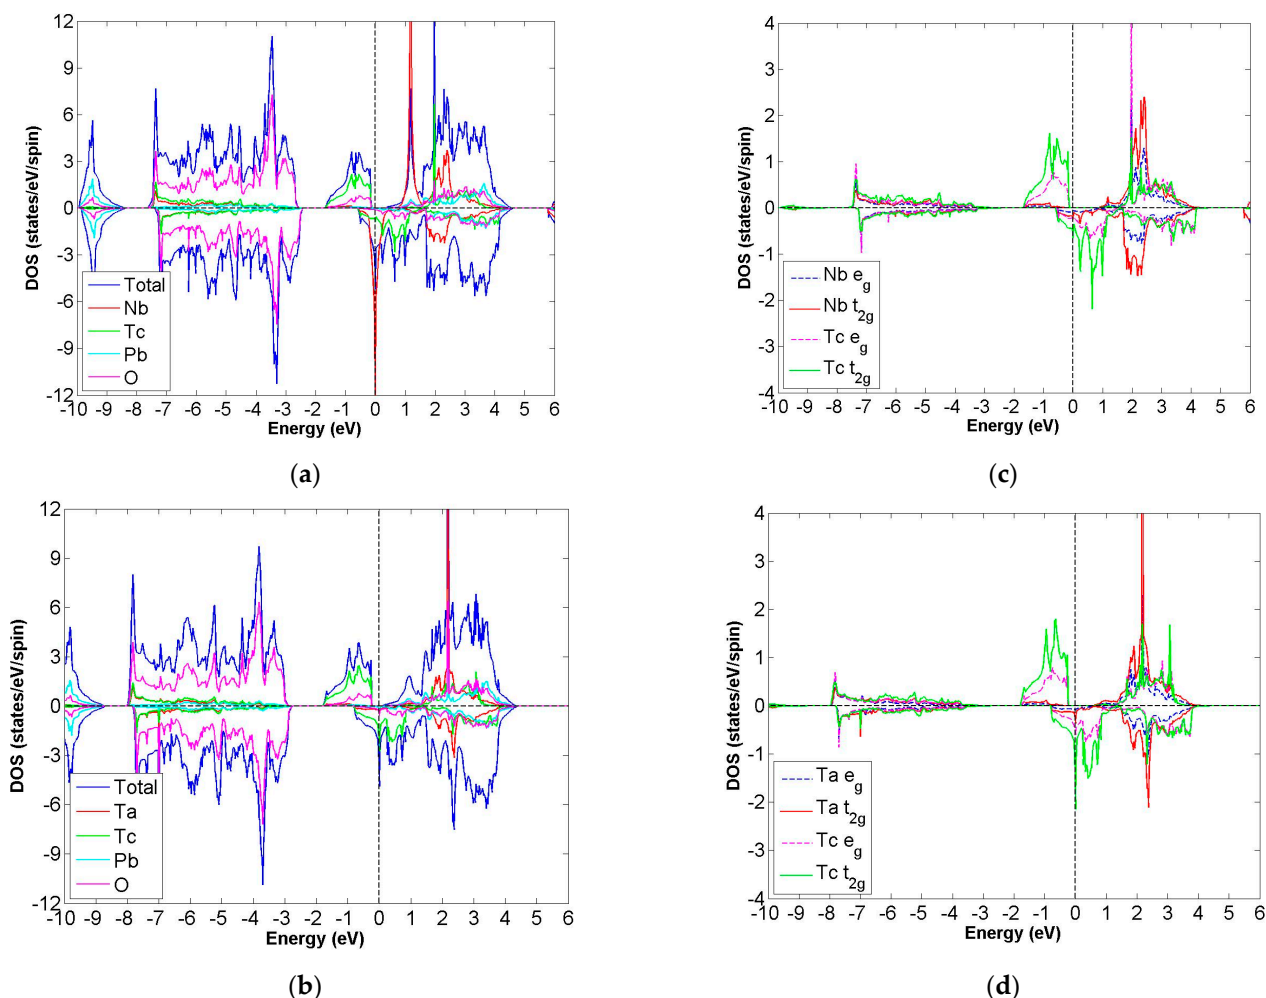 12
9
6
3
0
-3
-6
-9
-12
DOS (states/eV/spin)
Total
Nb
Tc
Pb
O
-10 -9 -8 -7 -6 -5 -4 -3 -2 -1 0 1 2 3 4 5 6
Energy (eV)
(a)
4
3
2
1
0
-1
-2
-3
-4
DOS (states/eV/spin)
Nb eg
Nb t2g
Tc eg
Tc t2g
-10 -9 -8 -7 -6 -5 -4 -3 -2 -1 0 1 2 3 4 5 6
Energy (eV)
(c)
12
9
6
3
0
-3
-6
-9
-12
DOS (states/eV/spin)
Total
Ta
Tc
Pb
O
-10 -9 -8 -7 -6 -5 -4 -3 -2 -1 0 1 2 3 4 5 6
Energy (eV)
(b)
4
3
2
1
0
-1
-2
-3
-4
DOS (states/eV/spin)
Ta eg
Ta t2g
Tc eg
Tc t2g
-10 -9 -8 -7 -6 -5 -4 -3 -2 -1 0 1 2 3 4 5 6
Energy (eV)
(d)